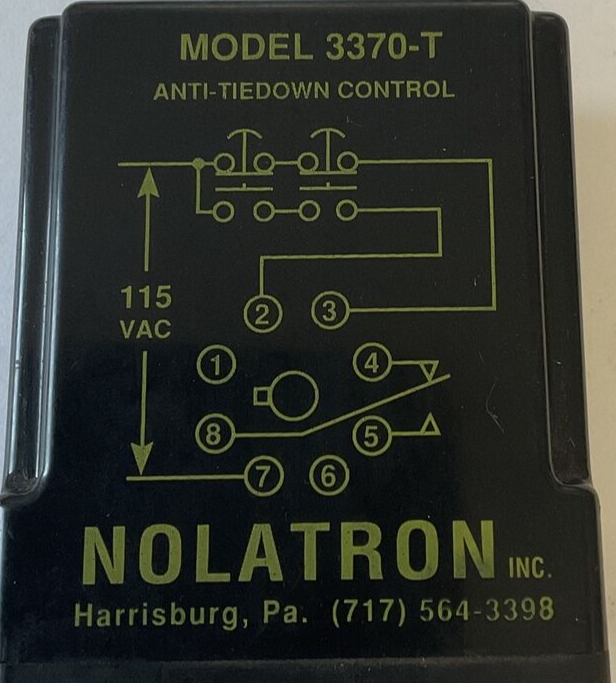 MODEL 3370-T
ANTI-TIEDOWN CONTROL
115
VAC
2 3
1 4
8 5
7 6
NOLATRON INC.
Harrisburg, Pa. (717) 564-3398